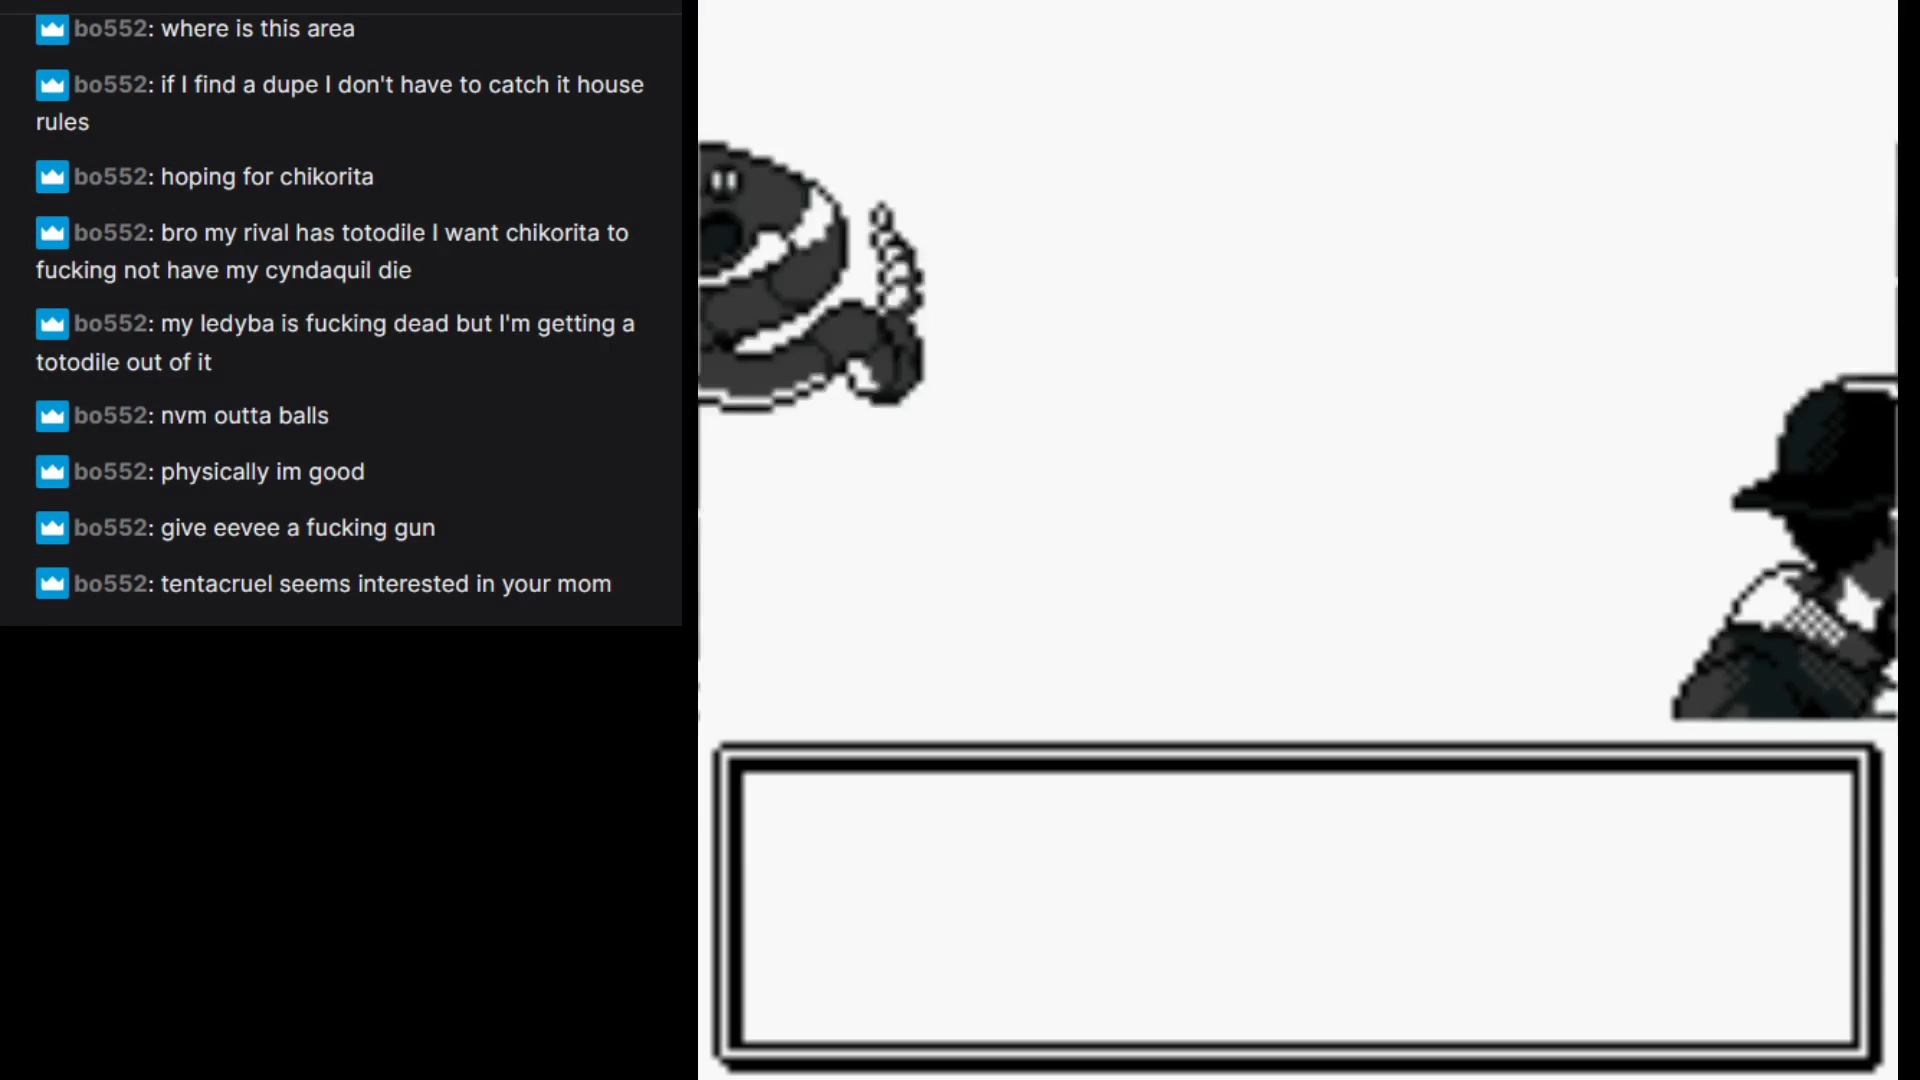 bo552: where is this area
bo552: if I find a dupe I don't have to catch it house
rules
bo552: hoping for chikorita
bo552: bro my rival has totodile I want chikorita to
fucking not have my cyndaquil die
bo552: my ledyba is fucking dead but I'm getting a
totodile out of it
bo552: nvm outta balls
bo552: physically im good
bo552: give eevee a fucking gun
bo552: tentacruel seems interested in your mom